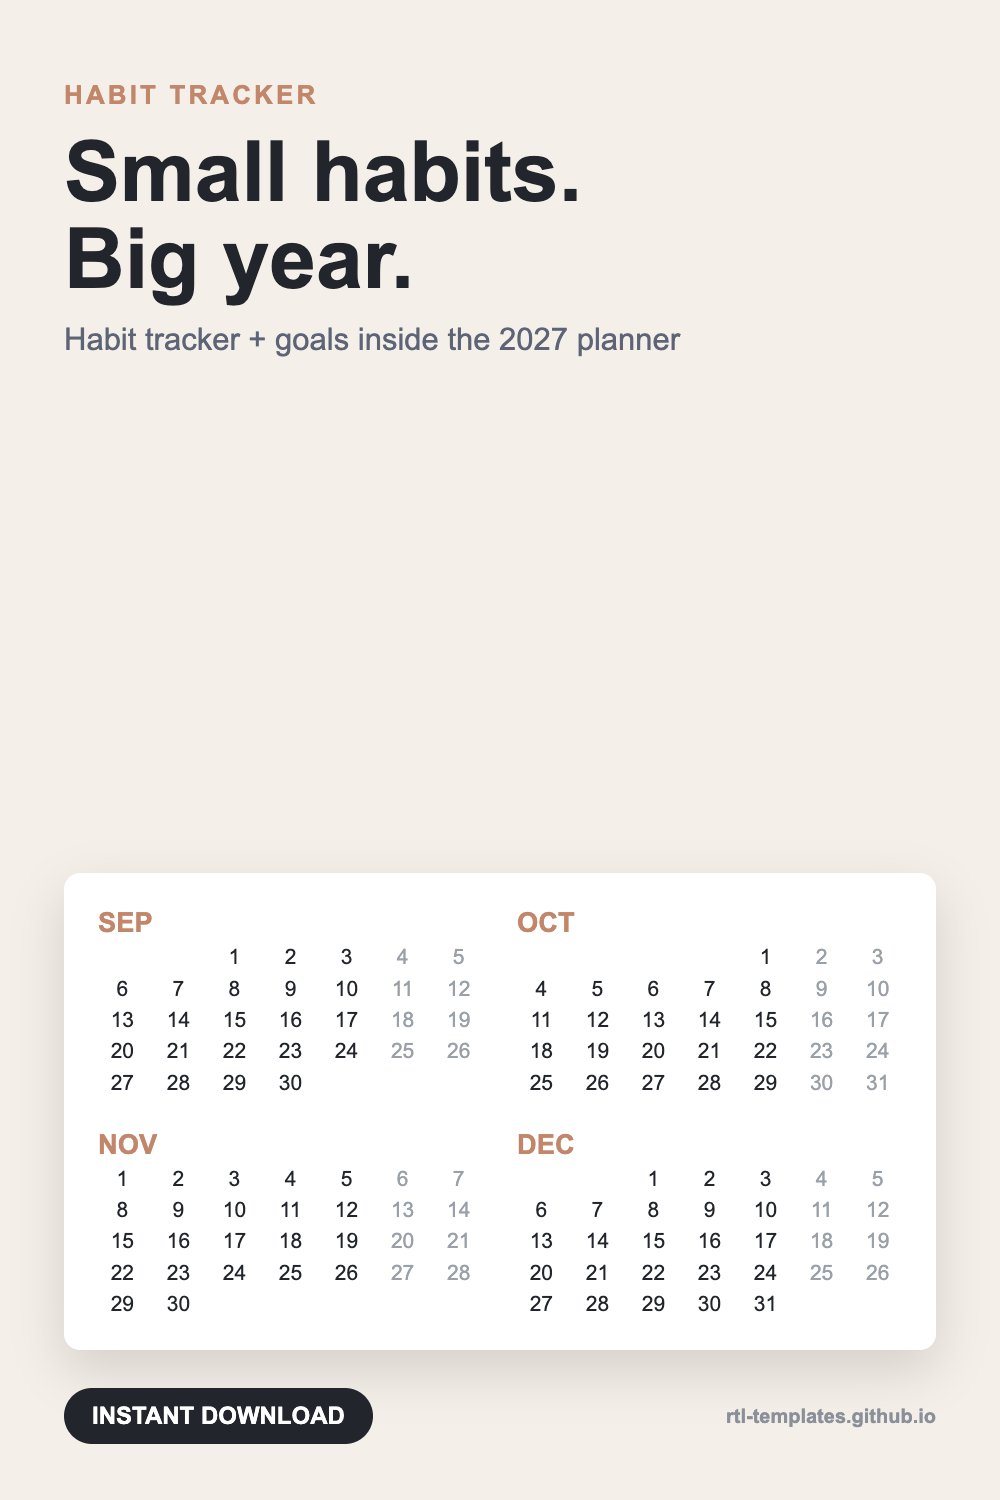 HABIT TRACKER
Small habits.
Big year.
Habit tracker + goals inside the 2027 planner
SEP
1 2 3 4 5
6 7 8 9 10 11 12
13 14 15 16 17 18 19
20 21 22 23 24 25 26
27 28 29 30
OCT
1 2 3
4 5 6 7 8 9 10
11 12 13 14 15 16 17
18 19 20 21 22 23 24
25 26 27 28 29 30 31
NOV
1 2 3 4 5 6 7
8 9 10 11 12 13 14
15 16 17 18 19 20 21
22 23 24 25 26 27 28
29 30
DEC
1 2 3 4 5
6 7 8 9 10 11 12
13 14 15 16 17 18 19
20 21 22 23 24 25 26
27 28 29 30 31
INSTANT DOWNLOAD
rtl-templates.github.io